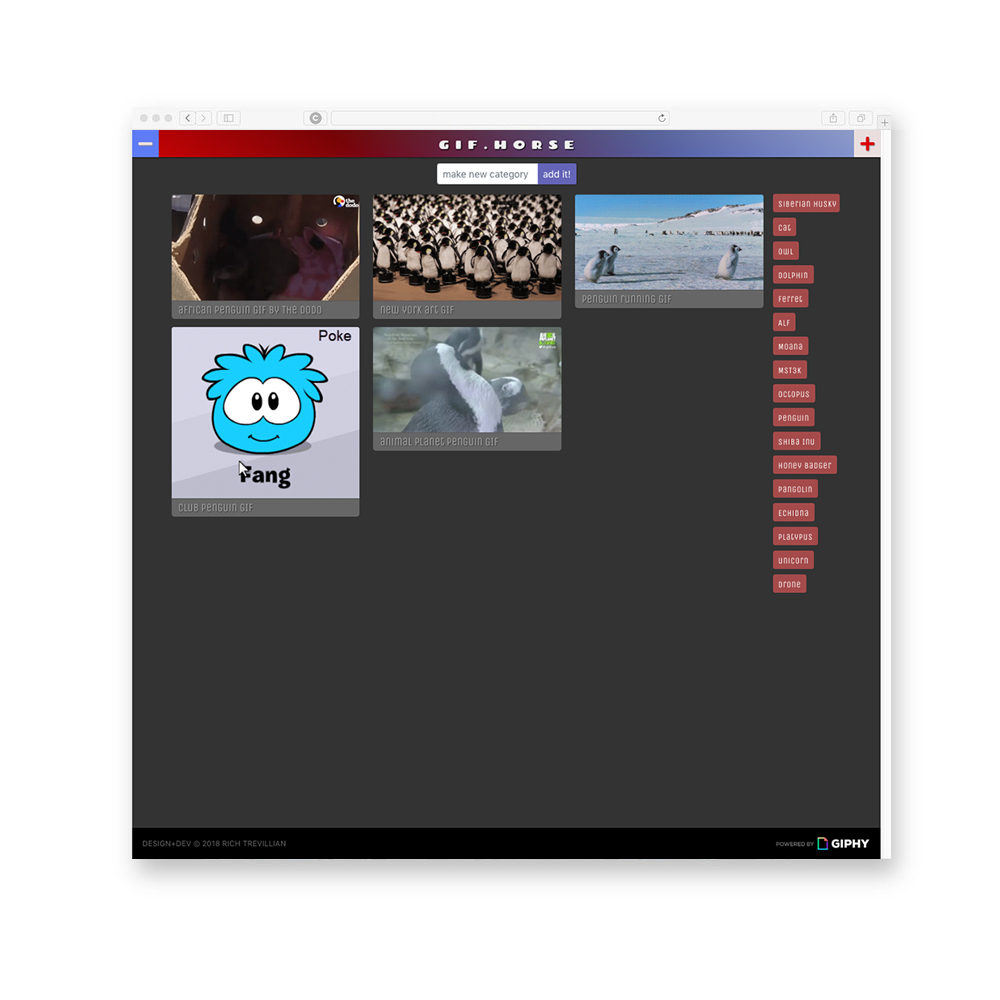 GIF.HORSE
make new category add it!
the dodo
african penguin GIF by The Dodo
new york art GIF
penguin running GIF
Poke
Fang
club penguin GIF
animal planet penguin GIF
Siberian Husky
Cat
Owl
Dolphin
Ferret
ALF
Moana
MST3K
Octopus
Penguin
Shiba Inu
Honey Badger
Pangolin
Echidna
Platypus
Unicorn
Drone
DESIGN+DEV © 2018 RICH TREVILLIAN
POWERED BY GIPHY